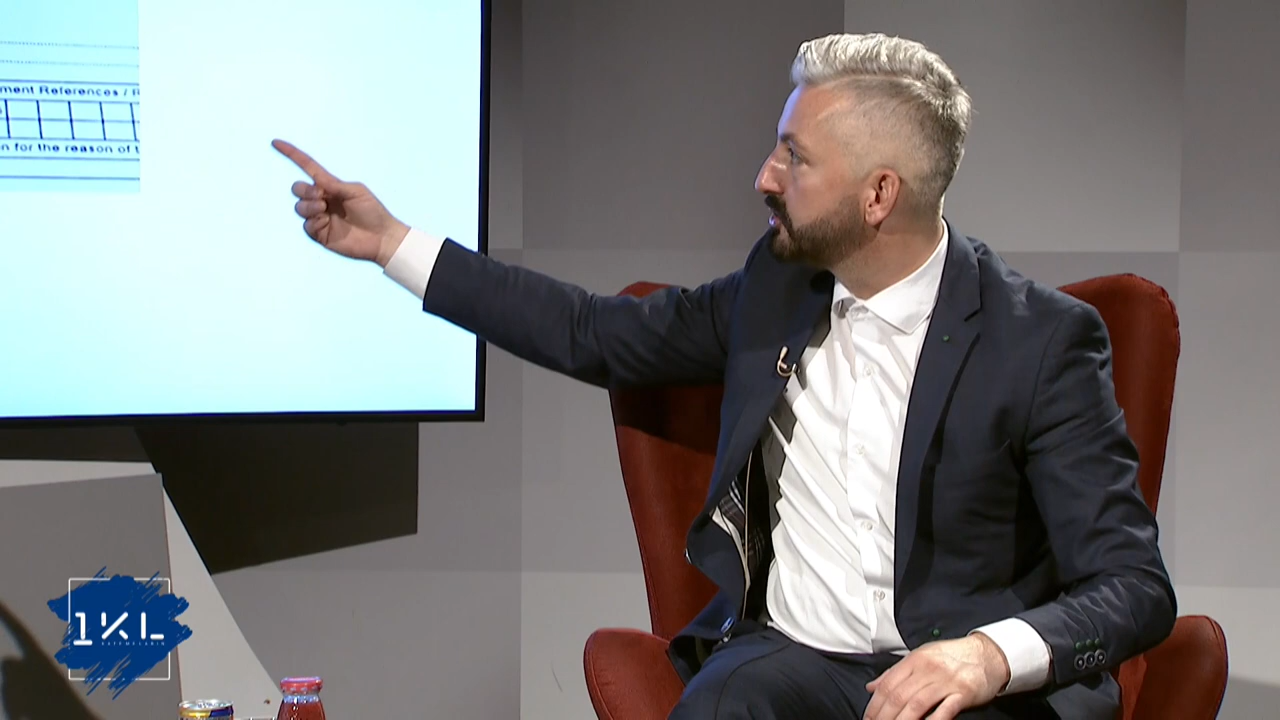 ment References / R
n for the reason of t
1KL